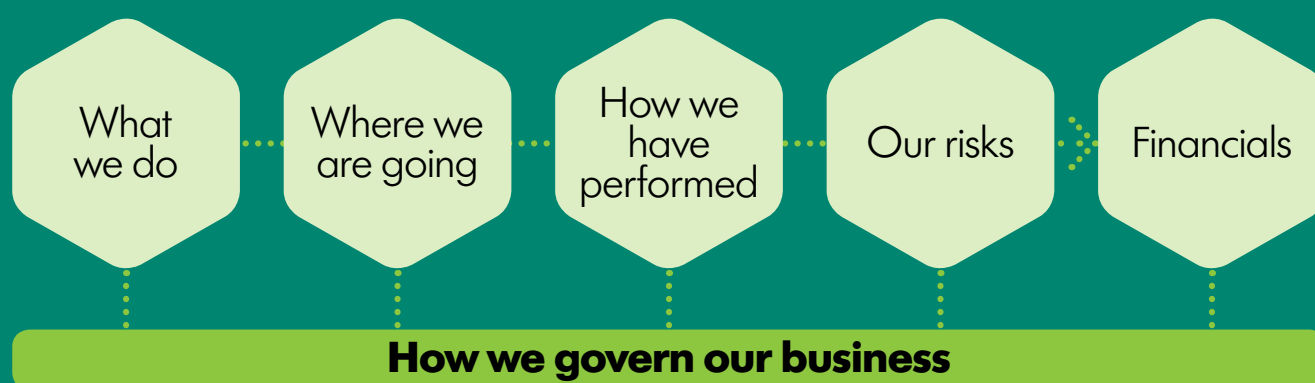 What
we do
Where we
are going
How we
have
performed
Our risks
Financials
How we govern our business